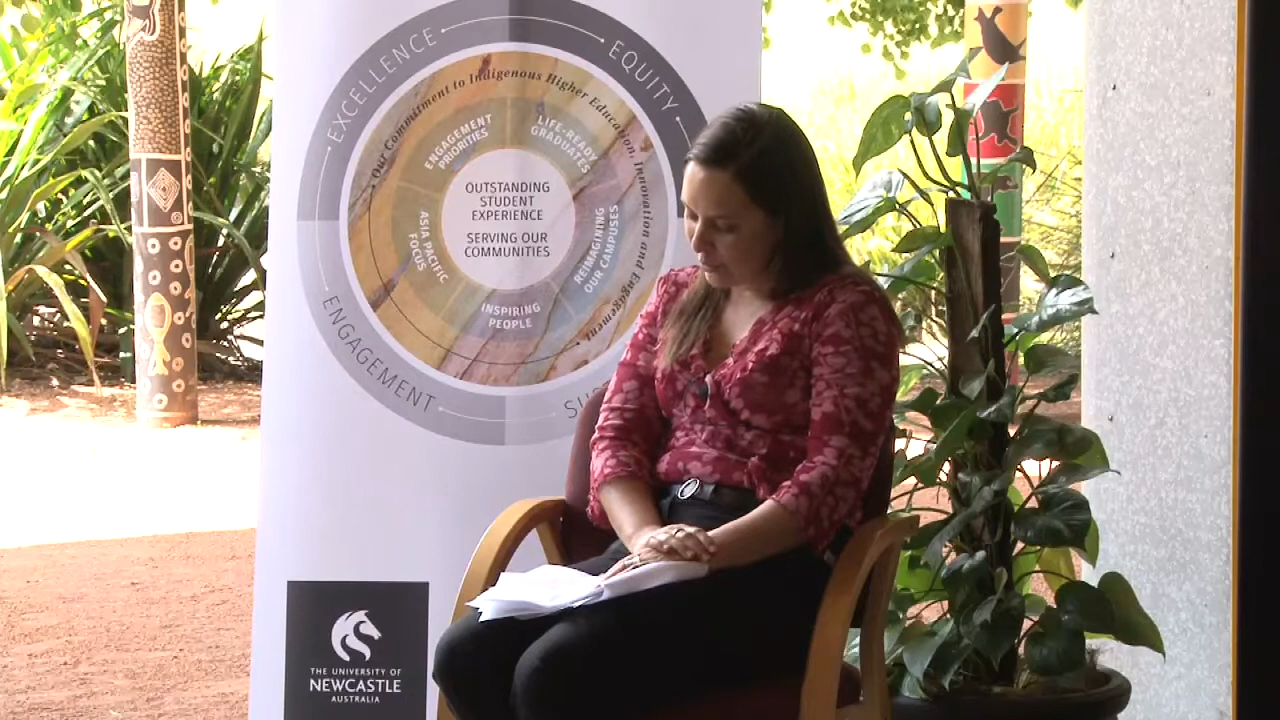 EXCELLENCE
EQUITY
Our Commitment to Indigenous Higher Education, Innovation and Engagement
ENGAGEMENT
PRIORITIES
LIFE-READY
GRADUATES
OUTSTANDING
STUDENT
EXPERIENCE
SERVING OUR
COMMUNITIES
ASIA PACIFIC
FOCUS
REIMAGINING
OUR CAMPUSES
INSPIRING
PEOPLE
ENGAGEMENT
THE UNIVERSITY OF
NEWCASTLE
AUSTRALIA